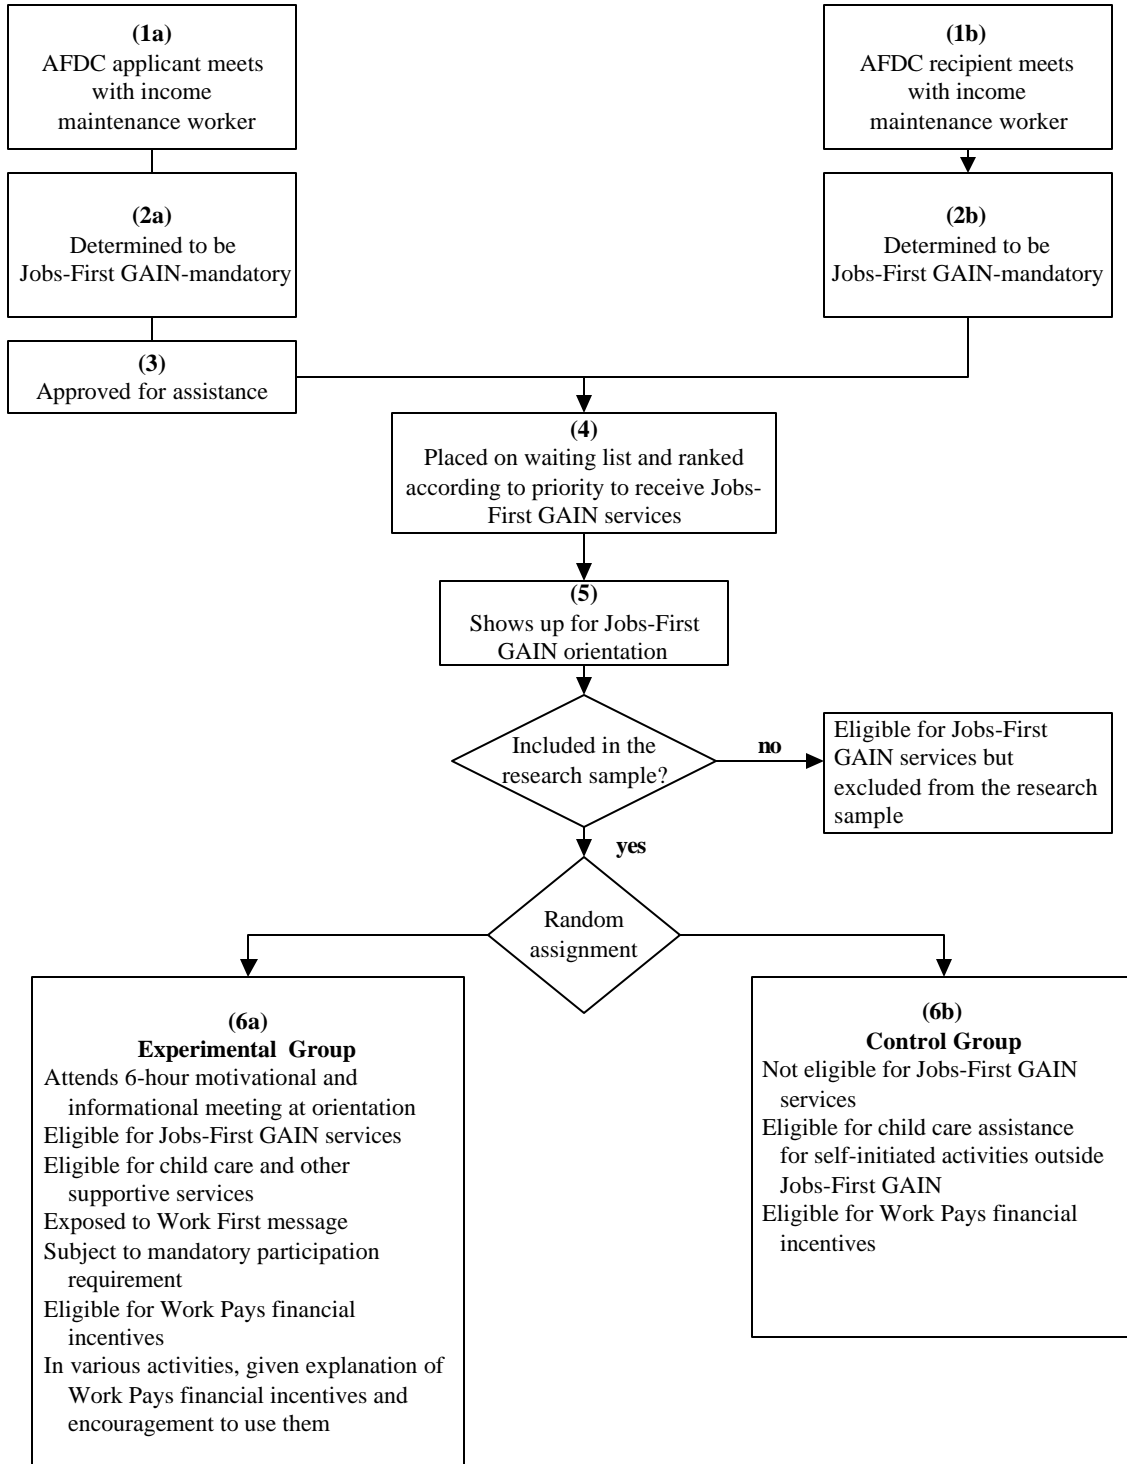 (1a)
AFDC applicant meets
with income
maintenance worker
(1b)
AFDC recipient meets
with income
maintenance worker
(2a)
Determined to be
Jobs-First GAIN-mandatory
(2b)
Determined to be
Jobs-First GAIN-mandatory
(3)
Approved for assistance
(4)
Placed on waiting list and ranked
according to priority to receive Jobs-
First GAIN services
(5)
Shows up for Jobs-First
GAIN orientation
Included in the
research sample?
no
Eligible for Jobs-First
GAIN services but
excluded from the research
sample
yes
Random
assignment
(6a)
Experimental Group
Attends 6-hour motivational and
informational meeting at orientation
Eligible for Jobs-First GAIN services
Eligible for child care and other
supportive services
Exposed to Work First message
Subject to mandatory participation
requirement
Eligible for Work Pays financial
incentives
In various activities, given explanation of
Work Pays financial incentives and
encouragement to use them
(6b)
Control Group
Not eligible for Jobs-First GAIN
services
Eligible for child care assistance
for self-initiated activities outside
Jobs-First GAIN
Eligible for Work Pays financial
incentives